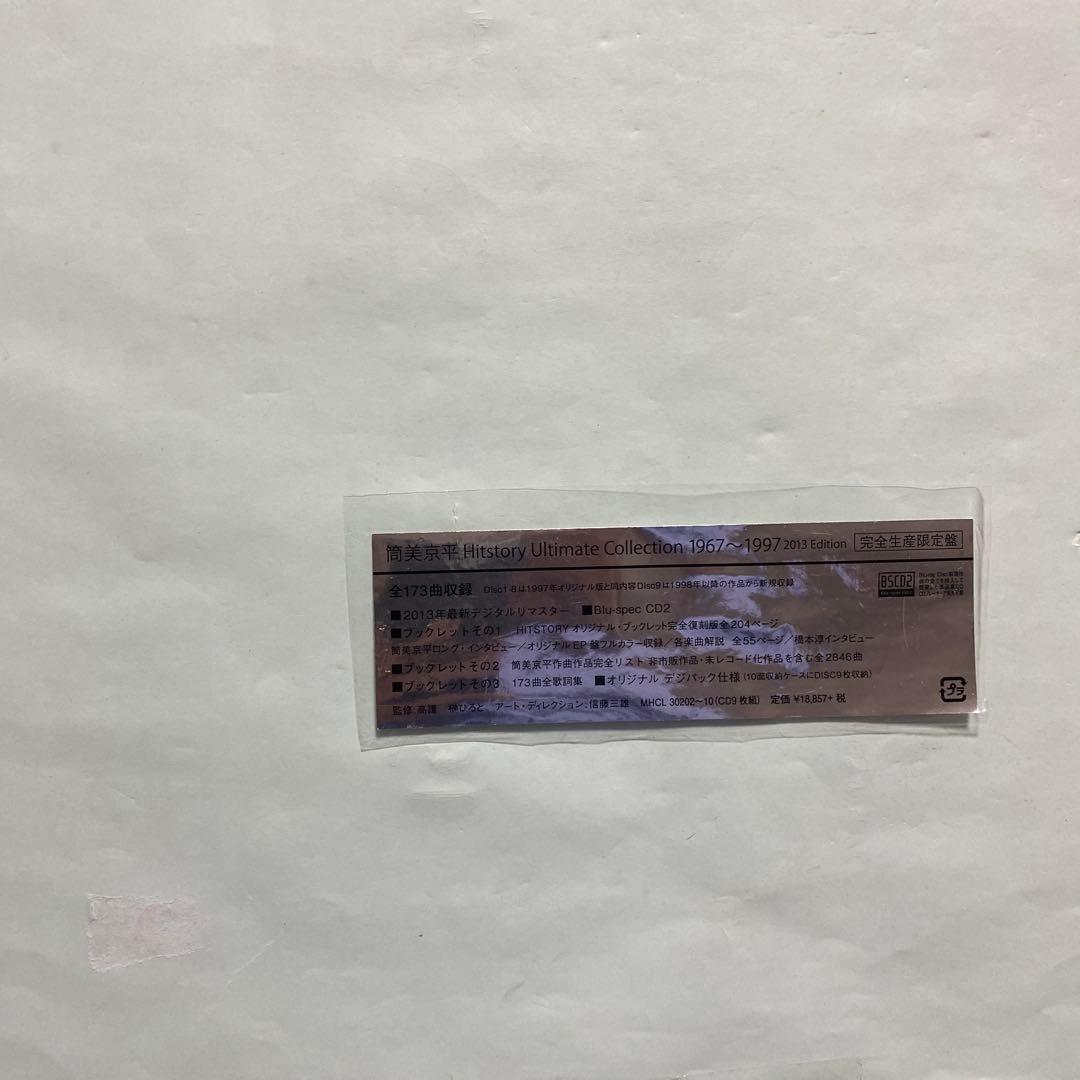 筒美京平 Hitstory Ultimate Collection 1967〜1997 2013 Edition 完全生産限定盤
全173曲収録 Disc1-8は1997年オリジナル版と同内容Disc9は1998年以降の作品から新規収録
BSCD2
Blu-spec CD2
■2013年最新デジタルリマスター ■Blu-spec CD2
■ブックレットその1 HITSTORY オリジナル・ブックレット完全復刻版全204ページ
筒美京平ロング・インタビュー/オリジナルEP盤フルカラー収録/各楽曲解説 全55ページ/橋本淳インタビュー
■ブックレットその2 筒美京平作曲作品完全リスト 非市販作品・未レコード化作品を含む全2846曲
■ブックレットその3 173曲全歌詞集 ■オリジナル デジパック仕様(10面収納ケースにDISC9枚収納)
監修:高護 榊ひろと アート・ディレクション:信藤三雄 MHCL 30202〜10(CD9枚組) 定価 ¥18,857+税
プラ